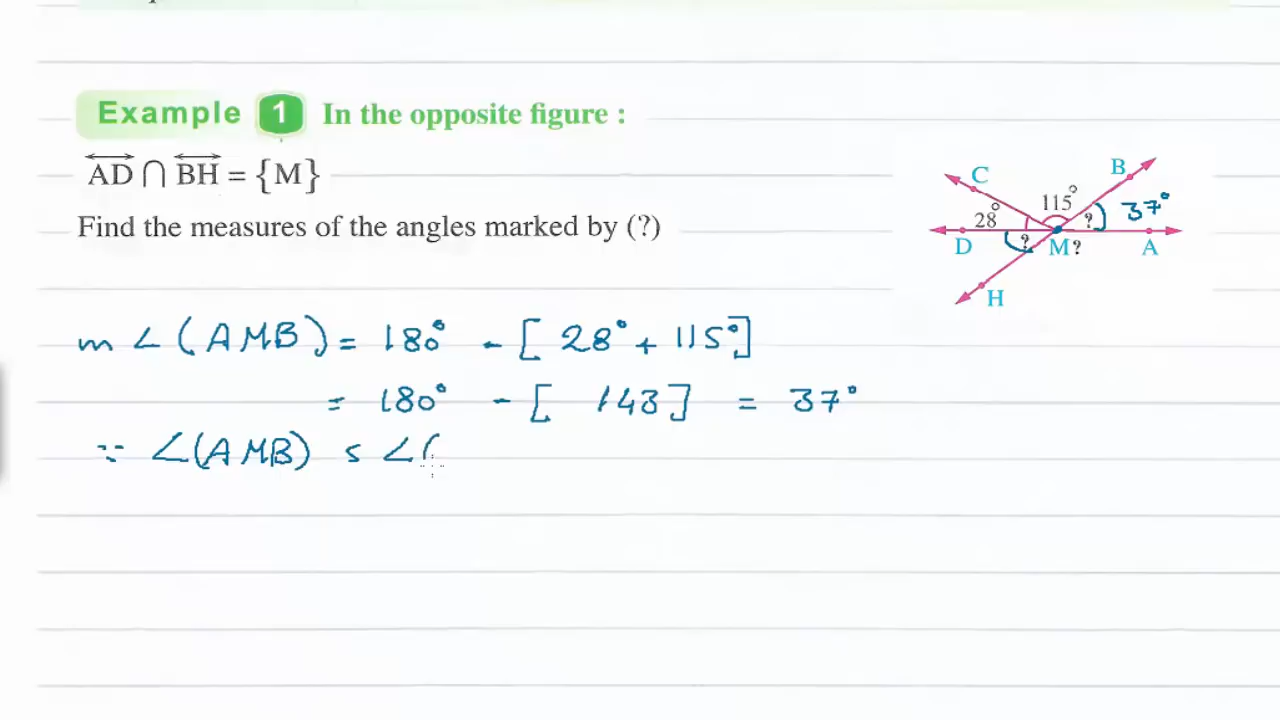 Example 1 In the opposite figure :
AD ∩ BH = {M}
Find the measures of the angles marked by (?)
C
B
115°
37°
28°
?
?
D
M?
A
H
m ∠ (AMB) = 180° - [ 28° + 115°]
= 180° - [ 143 ] = 37°
∵ ∠(AMB) s ∠(